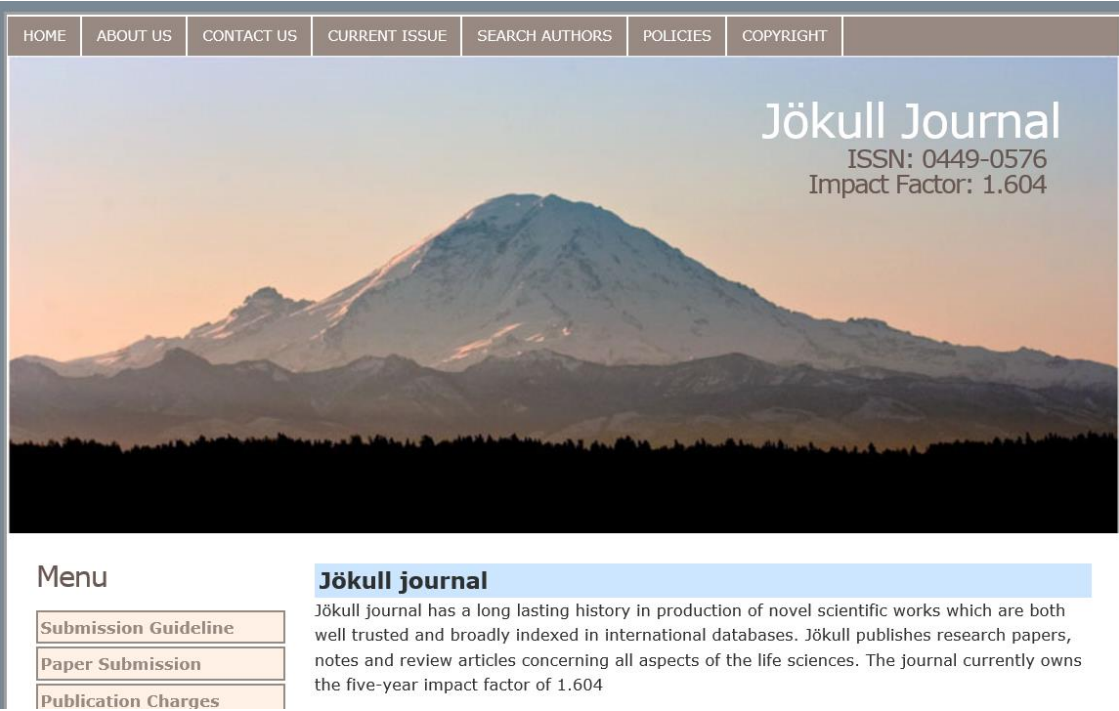 HOME ABOUT US CONTACT US CURRENT ISSUE SEARCH AUTHORS POLICIES COPYRIGHT
Jökull Journal
ISSN: 0449-0576
Impact Factor: 1.604
Menu
Submission Guideline
Paper Submission
Publication Charges
Jökull journal
Jökull journal has a long lasting history in production of novel scientific works which are both
well trusted and broadly indexed in international databases. Jökull publishes research papers,
notes and review articles concerning all aspects of the life sciences. The journal currently owns
the five-year impact factor of 1.604